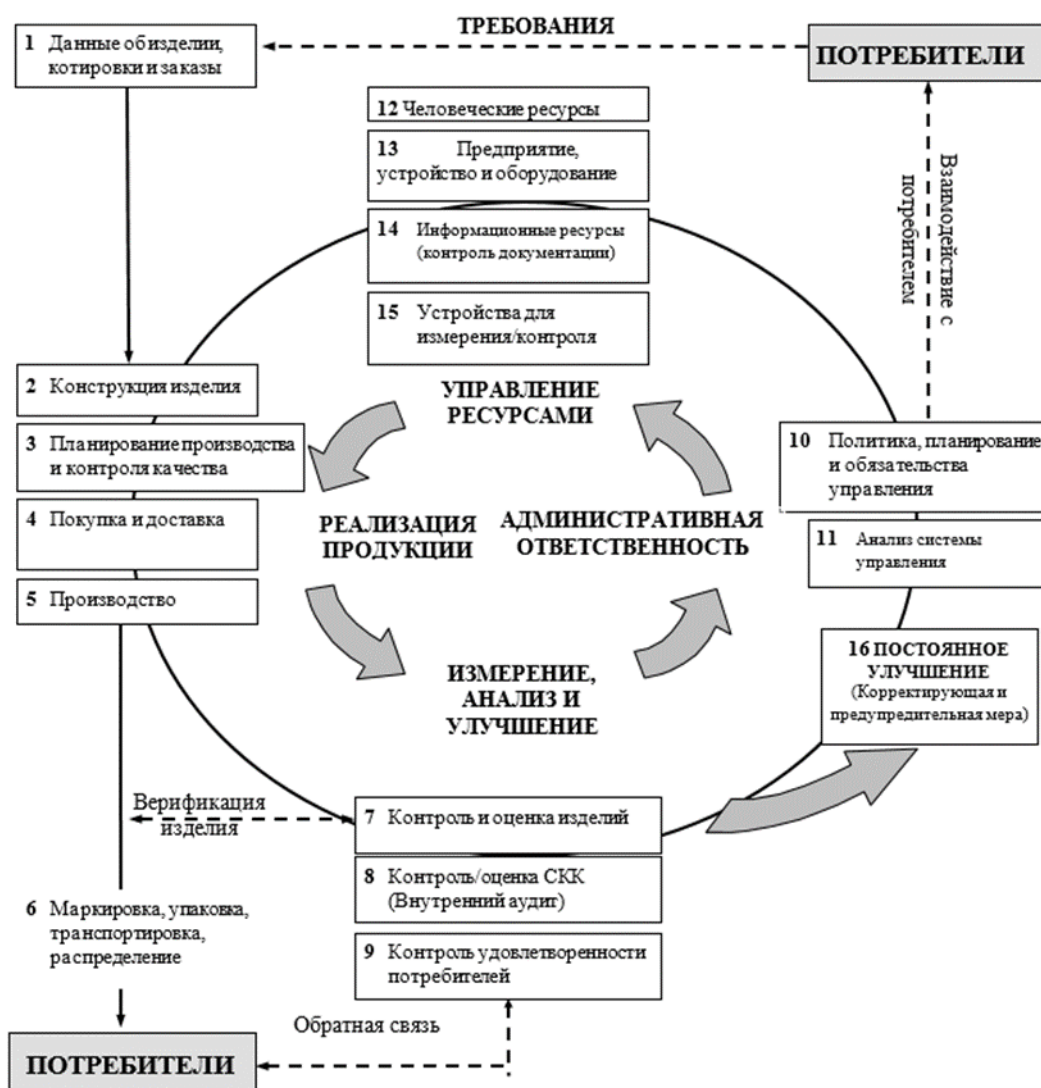 ТРЕБОВАНИЯ
1 Данные об изделии,
котировки и заказы
ПОТРЕБИТЕЛИ
12 Человеческие ресурсы
13 Предприятие,
устройство и оборудование
14 Информационные ресурсы
(контроль документации)
15 Устройства для
измерения/контроля
Взаимодействие с
потребителем
УПРАВЛЕНИЕ
РЕСУРСАМИ
2 Конструкция изделия
3 Планирование производства
и контроля качества
4 Покупка и доставка
5 Производство
РЕАЛИЗАЦИЯ
ПРОДУКЦИИ
АДМИНИСТРАТИВНАЯ
ОТВЕТСТВЕННОСТЬ
10 Политика, планирование
и обязательства
управления
11 Анализ системы
управления
16 ПОСТОЯННОЕ
УЛУЧШЕНИЕ
(Корректирующая и
предупредительная мера)
ИЗМЕРЕНИЕ,
АНАЛИЗ И
УЛУЧШЕНИЕ
Верификация
изделия
7 Контроль и оценка изделий
8 Контроль/оценка СКК
(Внутренний аудит)
9 Контроль удовлетворенности
потребителей
6 Маркировка, упаковка,
транспортировка,
распределение
Обратная связь
ПОТРЕБИТЕЛИ